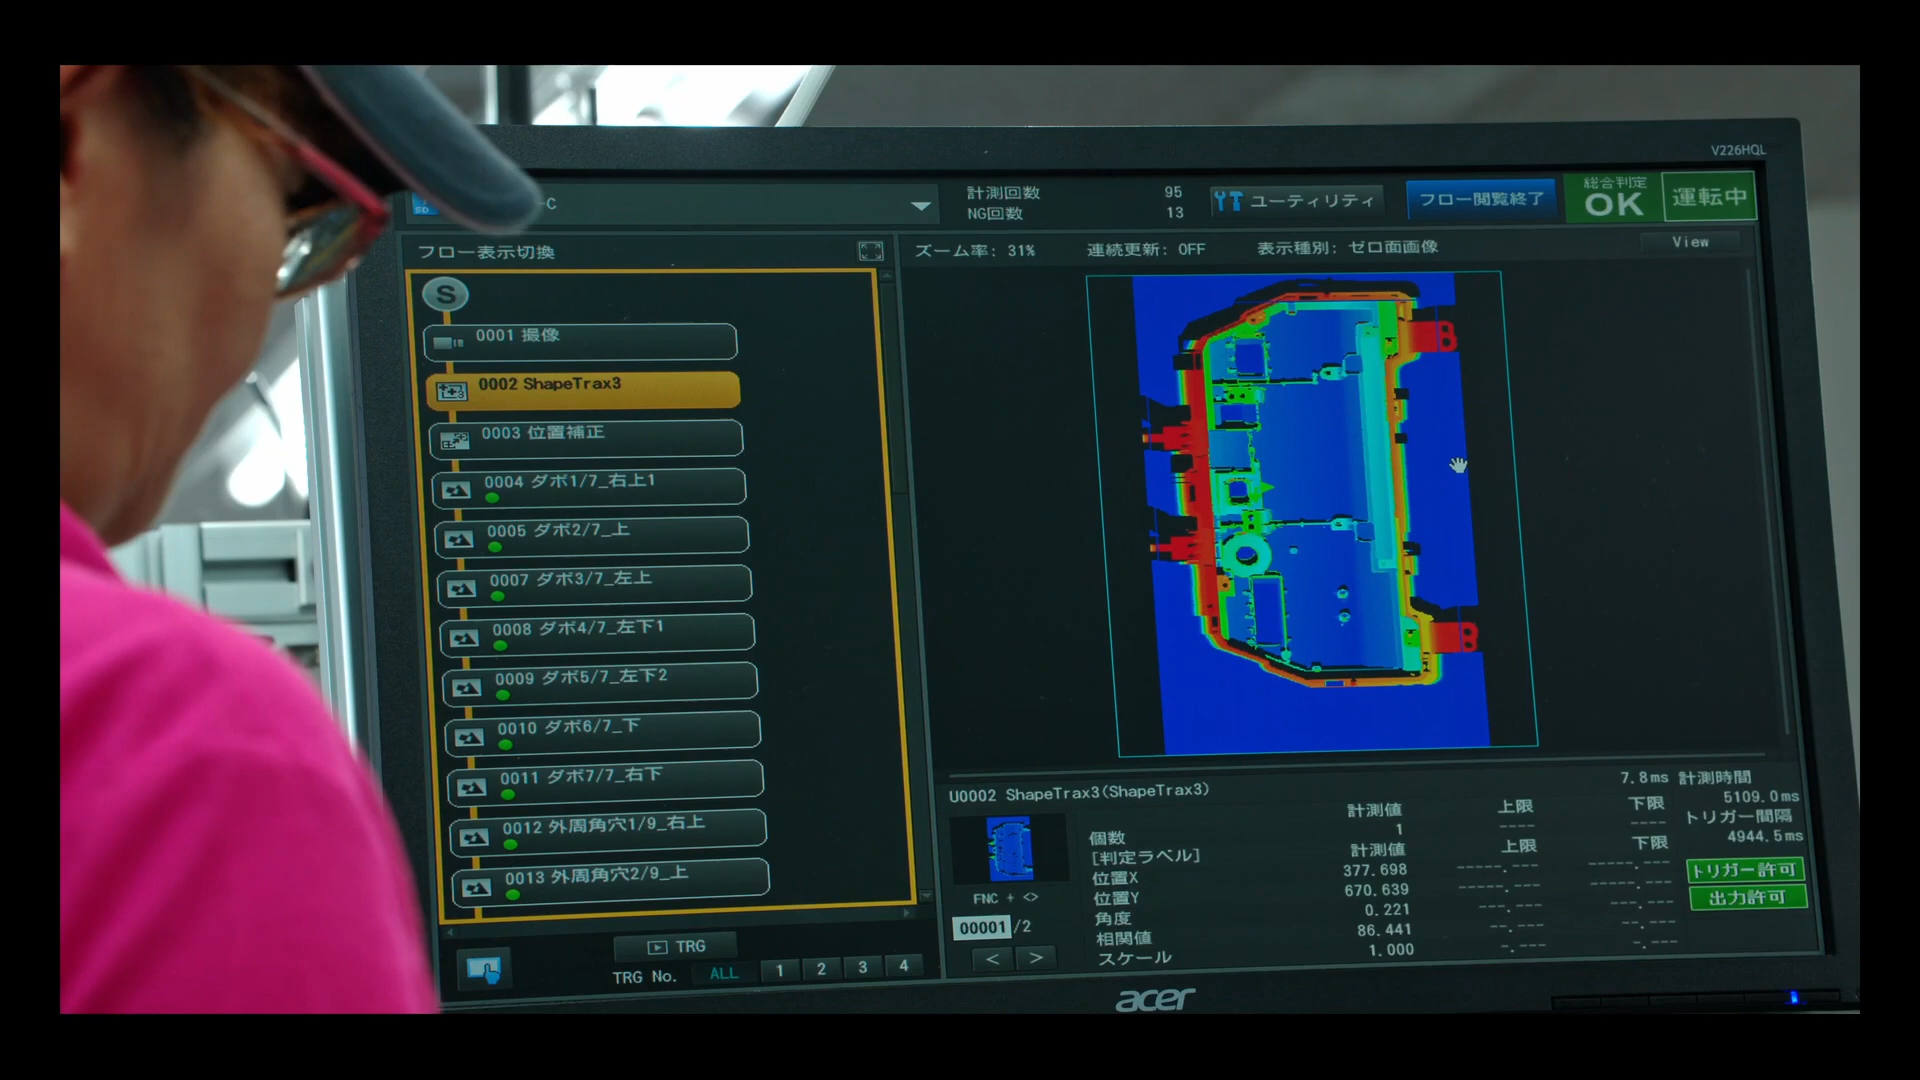 V226HQL
SD
-C
計測回数 95
NG回数 13
ユーティリティ
フロー閲覧終了
総合判定
OK
運転中
フロー表示切換
ズーム率: 31%
連続更新: OFF
表示種別: ゼロ面画像
View
S
0001 撮像
0002 ShapeTrax3
0003 位置補正
0004 ダボ1/7_右上1
0005 ダボ2/7_上
0007 ダボ3/7_左上
0008 ダボ4/7_左下1
0009 ダボ5/7_左下2
0010 ダボ6/7_下
0011 ダボ7/7_右下
0012 外周角穴1/9_右上
0013 外周角穴2/9_上
TRG
TRG No. ALL 1 2 3 4
U0002 ShapeTrax3(ShapeTrax3)
7.8ms 計測時間
5109.0ms
トリガー間隔
4944.5ms
トリガー許可
出力許可
計測値 上限 下限
個数 1 ---- ----
[判定ラベル] 計測値 上限 下限
位置X 377.698 -----.--- -----.---
位置Y 670.639 -----.--- -----.---
角度 0.221 ---.--- ---.---
相関値 86.441 --.--- --.---
スケール 1.000 -.--- -.---
FNC + <>
00001/2
< >
acer